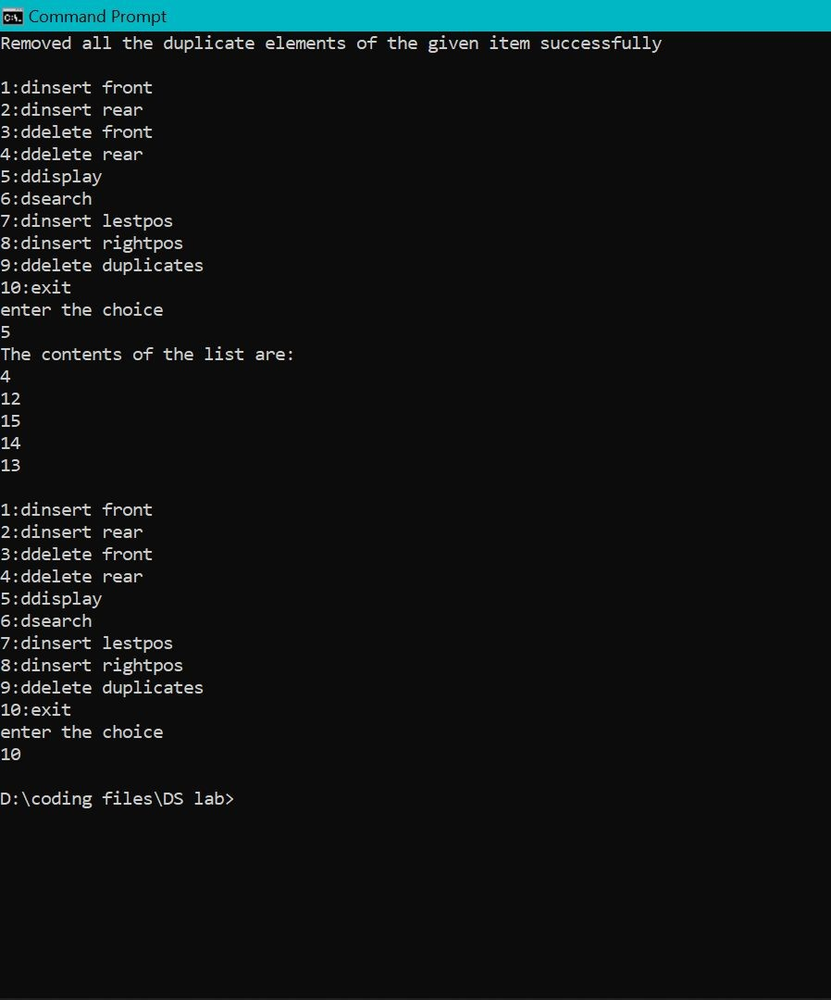 Command Prompt
Removed all the duplicate elements of the given item successfully
1:dinsert front
2:dinsert rear
3:ddelete front
4:ddelete rear
5:ddisplay
6:dsearch
7:dinsert lestpos
8:dinsert rightpos
9:ddelete duplicates
10:exit
enter the choice
5
The contents of the list are:
4
12
15
14
13
1:dinsert front
2:dinsert rear
3:ddelete front
4:ddelete rear
5:ddisplay
6:dsearch
7:dinsert lestpos
8:dinsert rightpos
9:ddelete duplicates
10:exit
enter the choice
10
D:\coding files\DS lab>